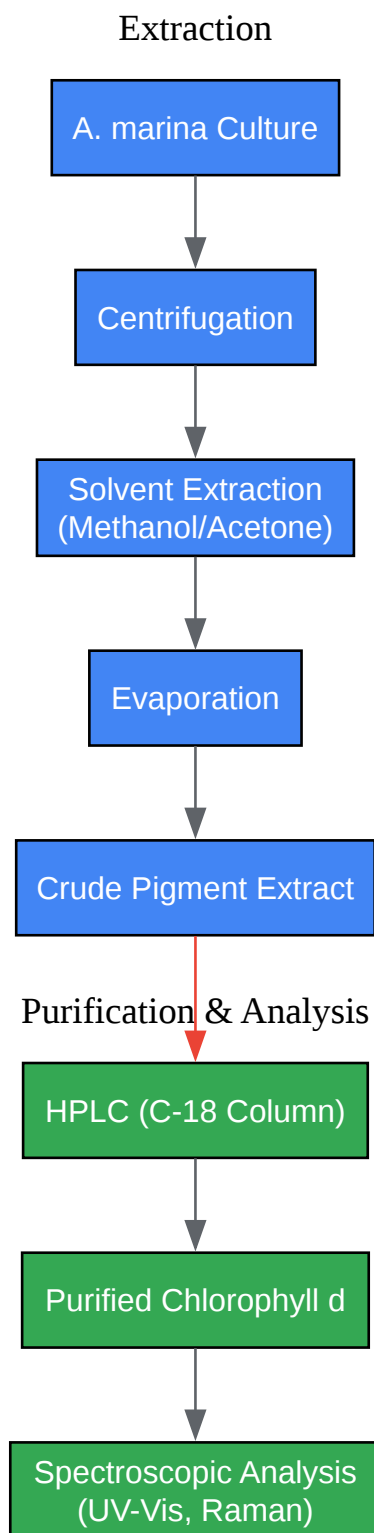 Extraction
A. marina Culture
Centrifugation
Solvent Extraction
(Methanol/Acetone)
Evaporation
Crude Pigment Extract
Purification & Analysis
HPLC (C-18 Column)
Purified Chlorophyll d
Spectroscopic Analysis
(UV-Vis, Raman)